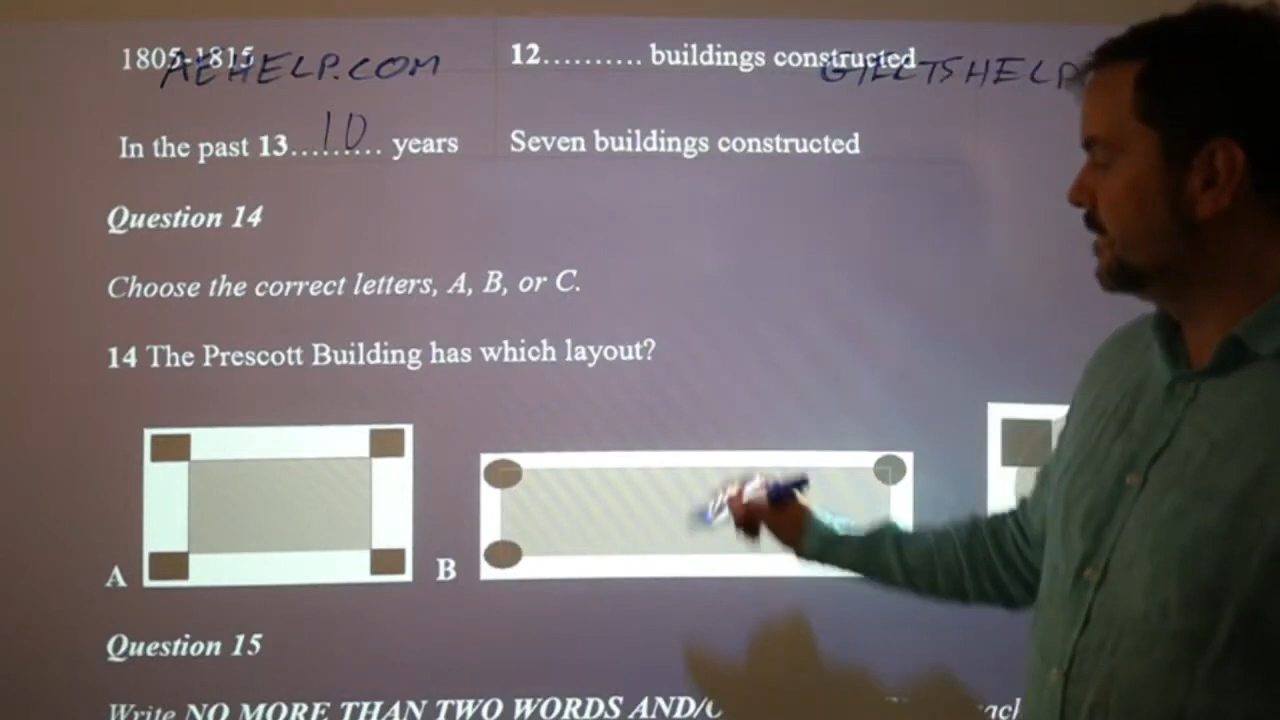 1805-1815 12.......... buildings constructed
AEHELP.COM GIELTSHELP
In the past 13.......... years Seven buildings constructed
10
Question 14
Choose the correct letters, A, B, or C.
14 The Prescott Building has which layout?
A B
Question 15
Write NO MORE THAN TWO WORDS AND/